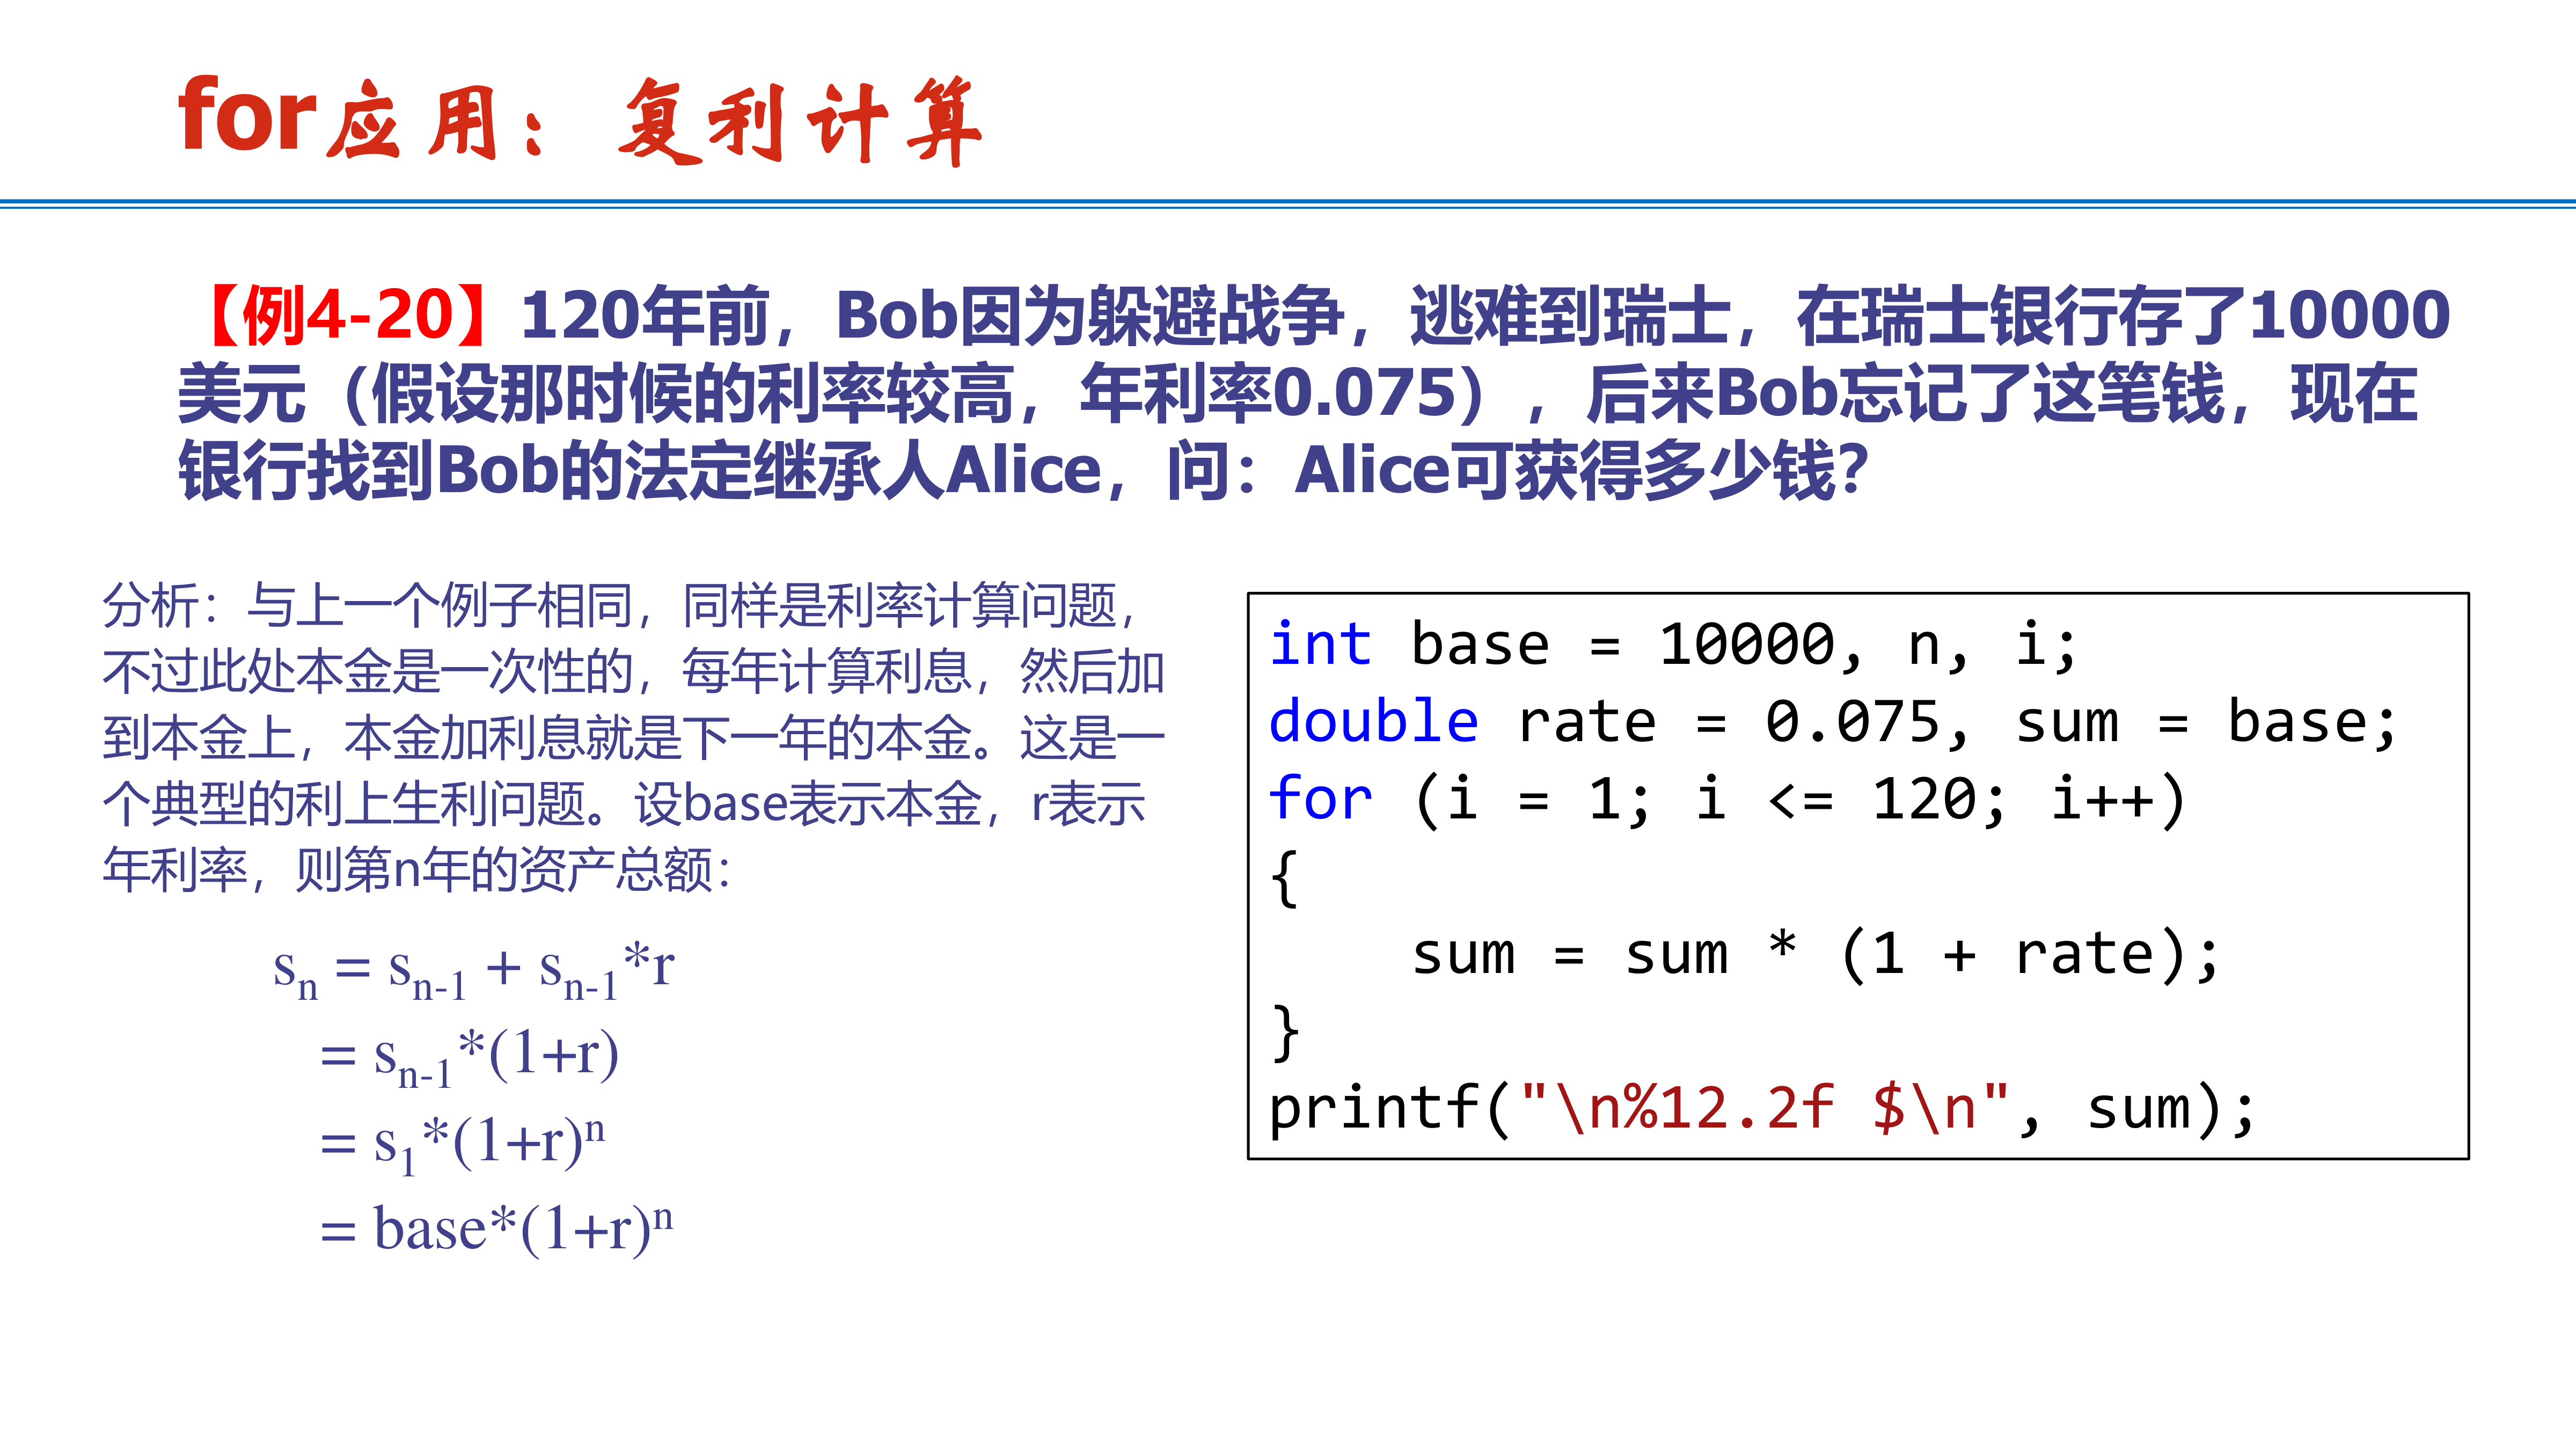 for应用：复利计算
【例4-20】120年前，Bob因为躲避战争，逃难到瑞士，在瑞士银行存了10000
美元（假设那时候的利率较高，年利率0.075），后来Bob忘记了这笔钱，现在
银行找到Bob的法定继承人Alice，问：Alice可获得多少钱？
分析：与上一个例子相同，同样是利率计算问题，
不过此处本金是一次性的，每年计算利息，然后加
到本金上，本金加利息就是下一年的本金。这是一
个典型的利上生利问题。设base表示本金，r表示
年利率，则第n年的资产总额：
sₙ = sₙ₋₁ + sₙ₋₁*r
= sₙ₋₁*(1+r)
= s₁*(1+r)ⁿ
= base*(1+r)ⁿ
int base = 10000, n, i;
double rate = 0.075, sum = base;
for (i = 1; i <= 120; i++)
{
    sum = sum * (1 + rate);
}
printf("\n%12.2f $\n", sum);